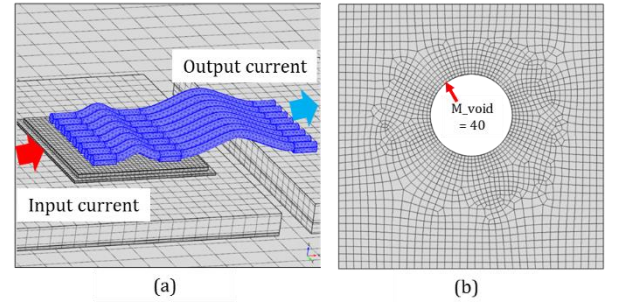 Output current
Input current
M_void
= 40
(a)
(b)